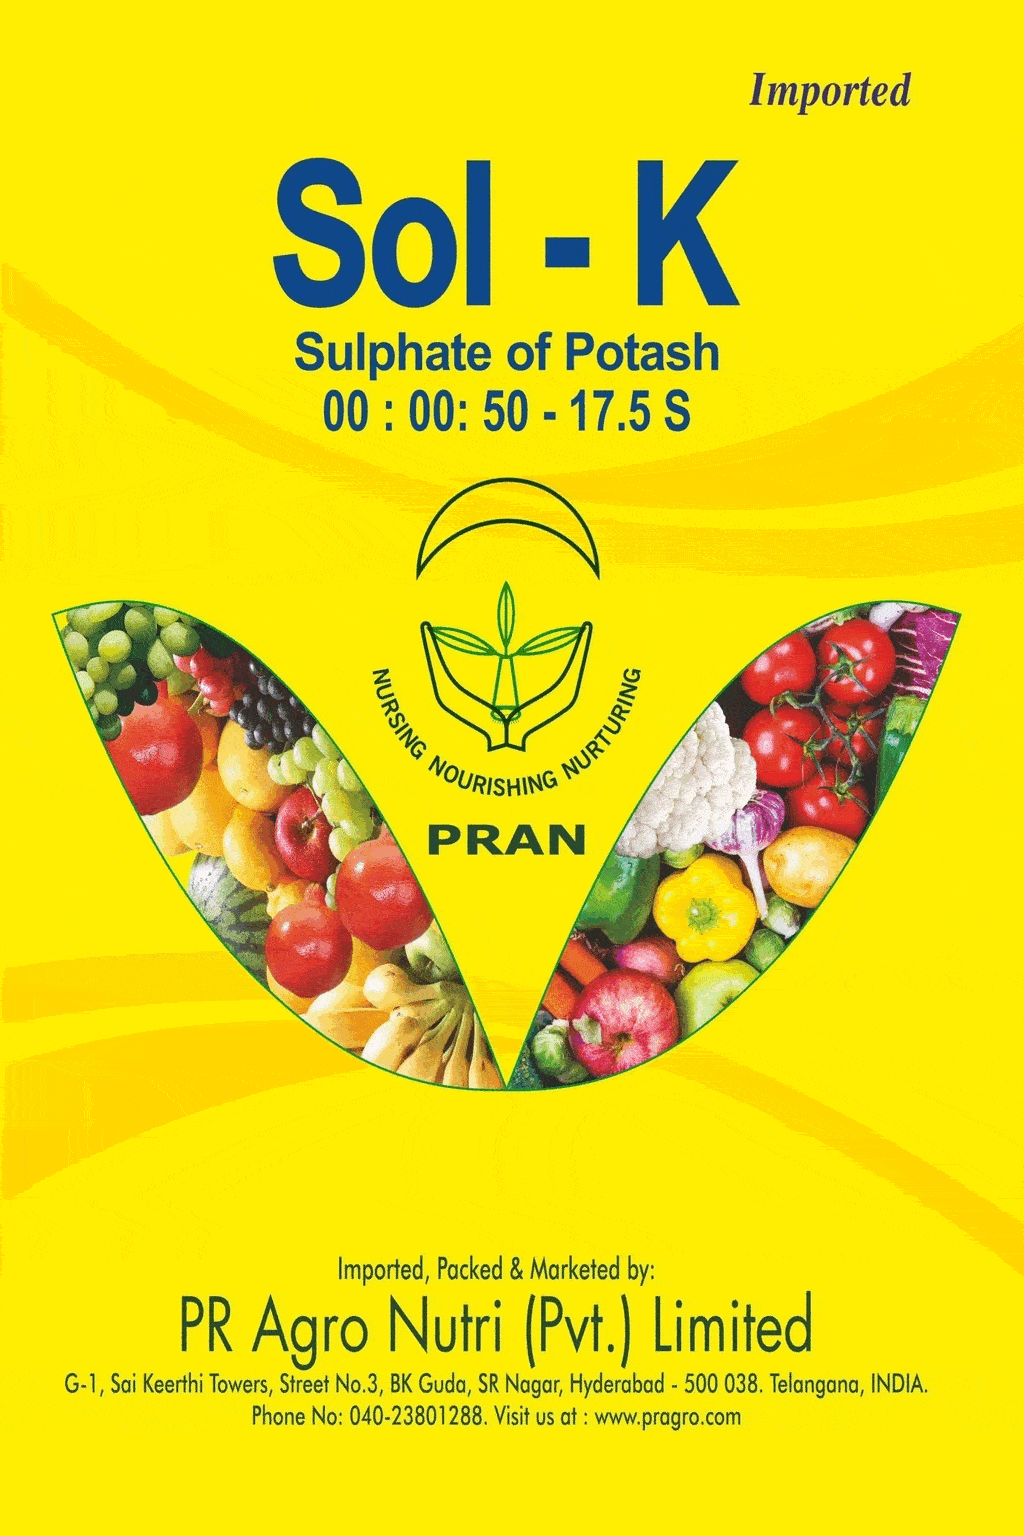 Imported
Sol - K
Sulphate of Potash
00 : 00: 50 - 17.5 S
NURSING NOURISHING NURTURING
PRAN
Imported, Packed & Marketed by:
PR Agro Nutri (Pvt.) Limited
G-1, Sai Keerthi Towers, Street No.3, BK Guda, SR Nagar, Hyderabad - 500 038. Telangana, INDIA.
Phone No: 040-23801288. Visit us at : www.pragro.com